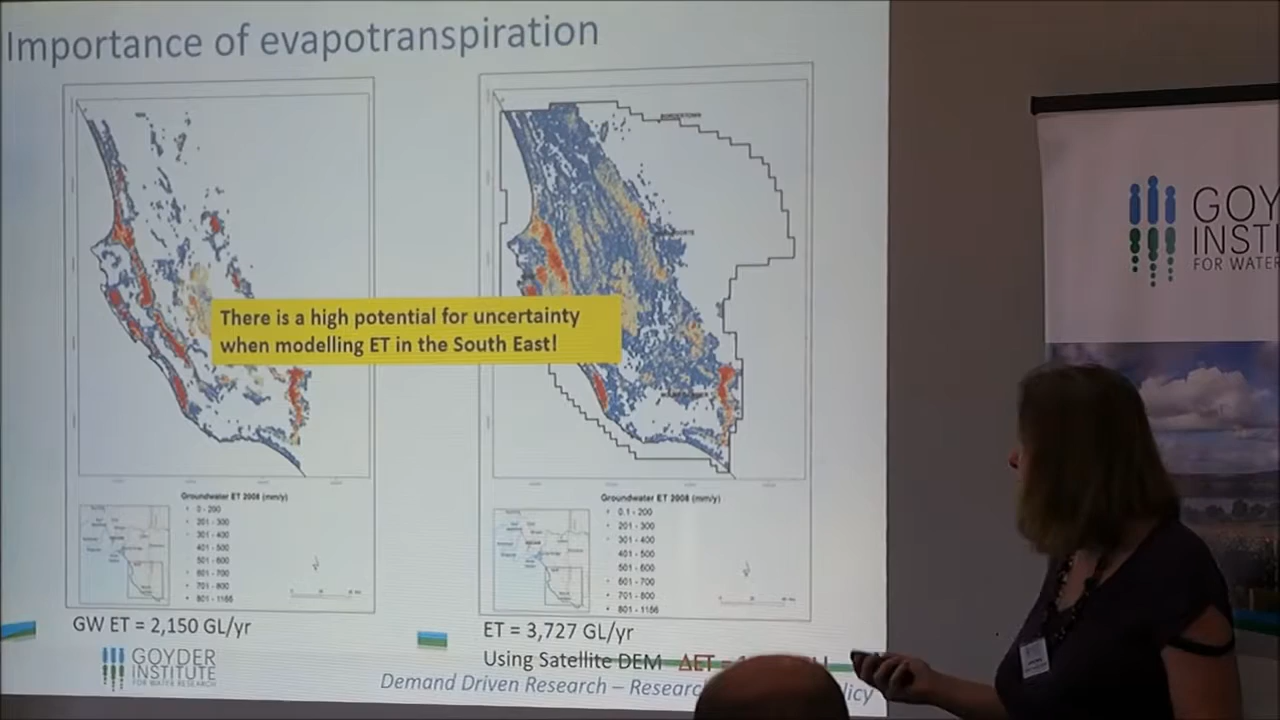 Importance of evapotranspiration
There is a high potential for uncertainty
when modelling ET in the South East!
BORDERTOWN
Groundwater ET 2008 (mm/y)
0 - 200
201 - 300
301 - 400
401 - 500
501 - 600
601 - 700
701 - 800
801 - 1166
Groundwater ET 2008 (mm/y)
0.1 - 200
201 - 300
301 - 400
401 - 500
501 - 600
601 - 700
701 - 800
801 - 1166
GW ET = 2,150 GL/yr
ET = 3,727 GL/yr
Using Satellite DEM ΔET =
GOYDER
INSTITUTE
FOR WATER RESEARCH
Demand Driven Research –
GOY
INSTI
FOR WATER